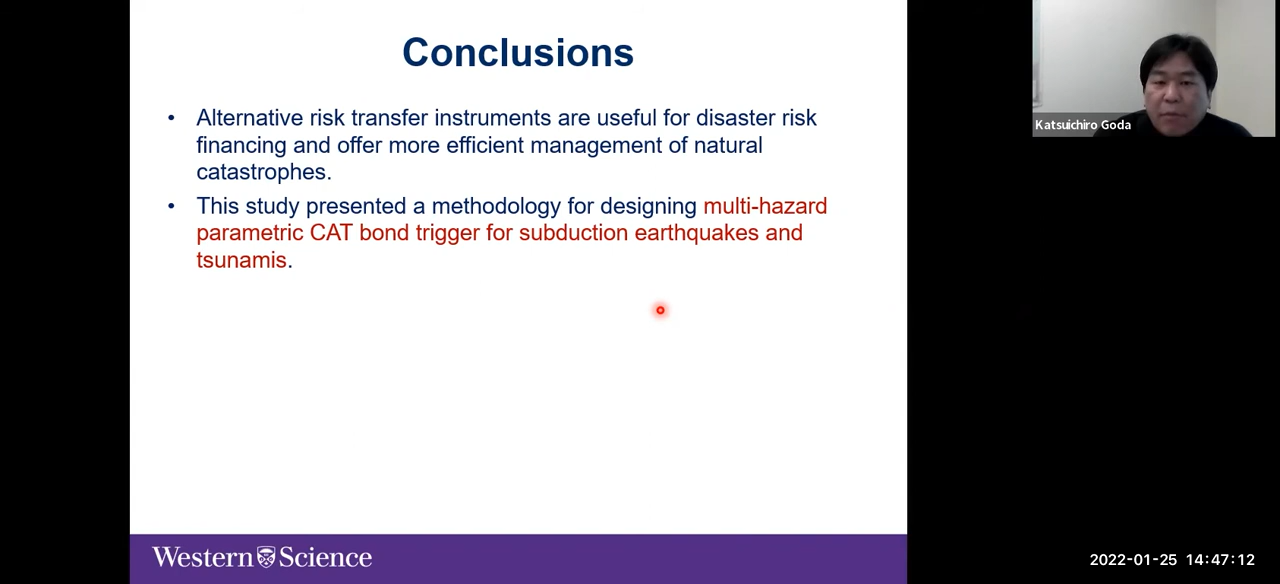 Conclusions
• Alternative risk transfer instruments are useful for disaster risk
financing and offer more efficient management of natural
catastrophes.
• This study presented a methodology for designing multi-hazard
parametric CAT bond trigger for subduction earthquakes and
tsunamis.
Western Science
Katsuichiro Goda
2022-01-25 14:47:12